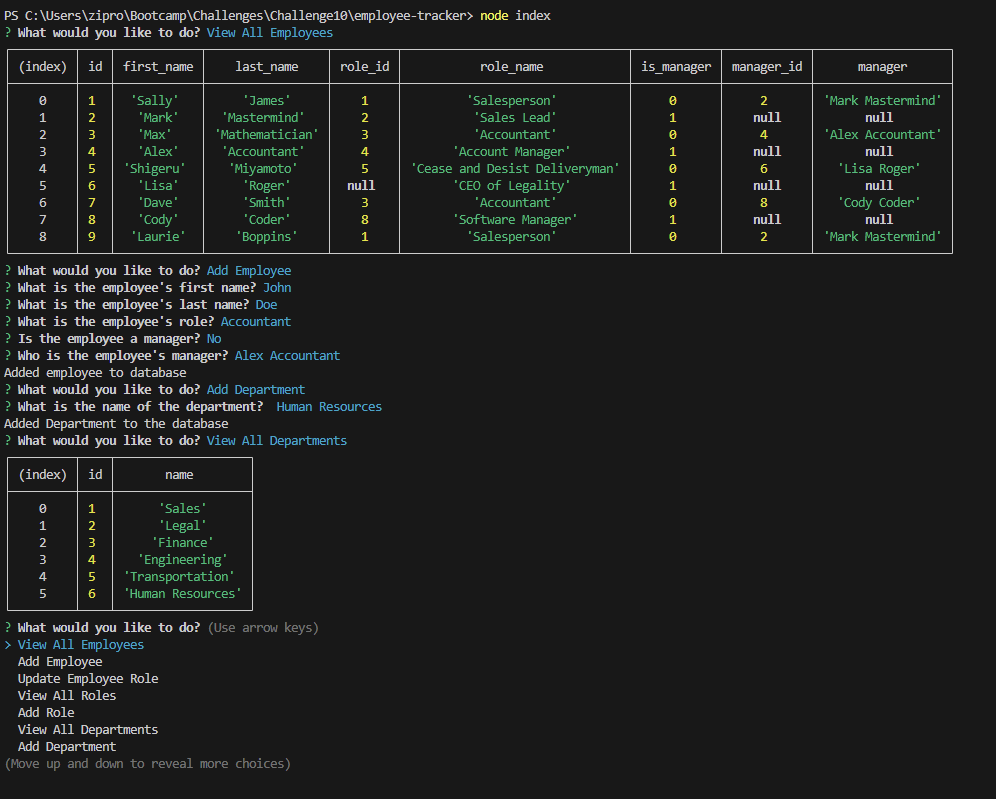 PS C:\Users\zipro\Bootcamp\Challenges\Challenge10\employee-tracker> node index
? What would you like to do? View All Employees
(index) id first_name last_name role_id role_name is_manager manager_id manager
0 1 'Sally' 'James' 1 'Salesperson' 0 2 'Mark Mastermind'
1 2 'Mark' 'Mastermind' 2 'Sales Lead' 1 null null
2 3 'Max' 'Mathematician' 3 'Accountant' 0 4 'Alex Accountant'
3 4 'Alex' 'Accountant' 4 'Account Manager' 1 null null
4 5 'Shigeru' 'Miyamoto' 5 'Cease and Desist Deliveryman' 0 6 'Lisa Roger'
5 6 'Lisa' 'Roger' null 'CEO of Legality' 1 null null
6 7 'Dave' 'Smith' 3 'Accountant' 0 8 'Cody Coder'
7 8 'Cody' 'Coder' 8 'Software Manager' 1 null null
8 9 'Laurie' 'Boppins' 1 'Salesperson' 0 2 'Mark Mastermind'
? What would you like to do? Add Employee
? What is the employee's first name? John
? What is the employee's last name? Doe
? What is the employee's role? Accountant
? Is the employee a manager? No
? Who is the employee's manager? Alex Accountant
Added employee to database
? What would you like to do? Add Department
? What is the name of the department?  Human Resources
Added Department to the database
? What would you like to do? View All Departments
(index) id name
0 1 'Sales'
1 2 'Legal'
2 3 'Finance'
3 4 'Engineering'
4 5 'Transportation'
5 6 'Human Resources'
? What would you like to do? (Use arrow keys)
> View All Employees
Add Employee
Update Employee Role
View All Roles
Add Role
View All Departments
Add Department
(Move up and down to reveal more choices)